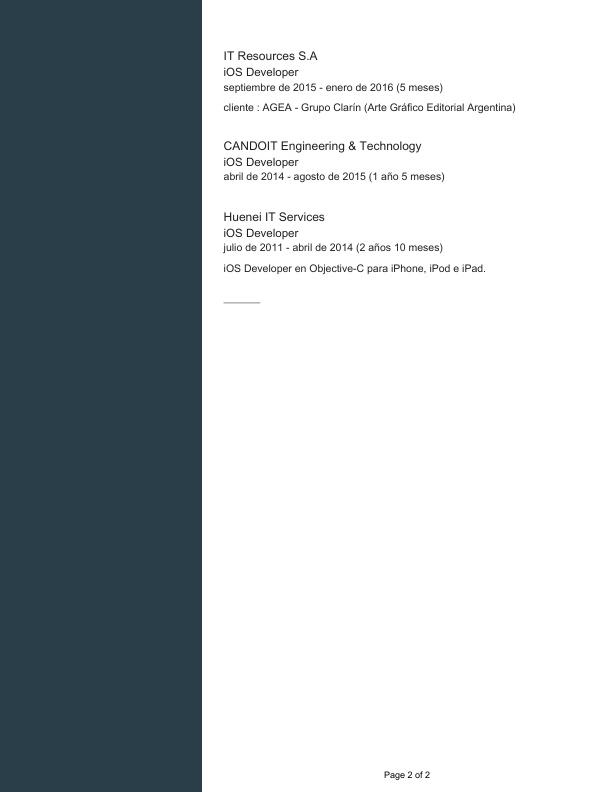 IT Resources S.A
iOS Developer
septiembre de 2015 - enero de 2016 (5 meses)
cliente : AGEA - Grupo Clarín (Arte Gráfico Editorial Argentina)
CANDOIT Engineering & Technology
iOS Developer
abril de 2014 - agosto de 2015 (1 año 5 meses)
Huenei IT Services
iOS Developer
julio de 2011 - abril de 2014 (2 años 10 meses)
iOS Developer en Objective-C para iPhone, iPod e iPad.
Page 2 of 2